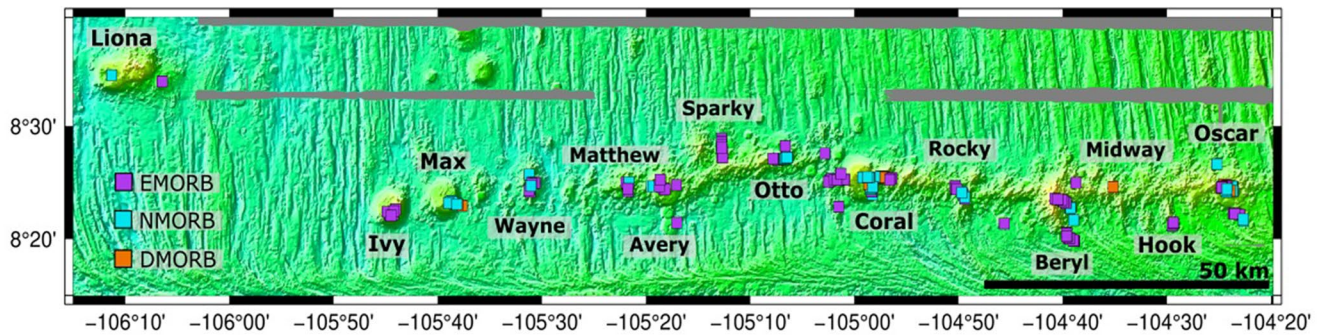 Liona
8°30'
Sparky
Oscar
Matthew
Rocky
Midway
Max
EMORB
Otto
NMORB
Wayne
Coral
8°20'
Ivy
Avery
Hook
DMORB
Beryl
50 km
−106°10' −106°00' −105°50' −105°40' −105°30' −105°20' −105°10' −105°00' −104°50' −104°40' −104°30' −104°20'